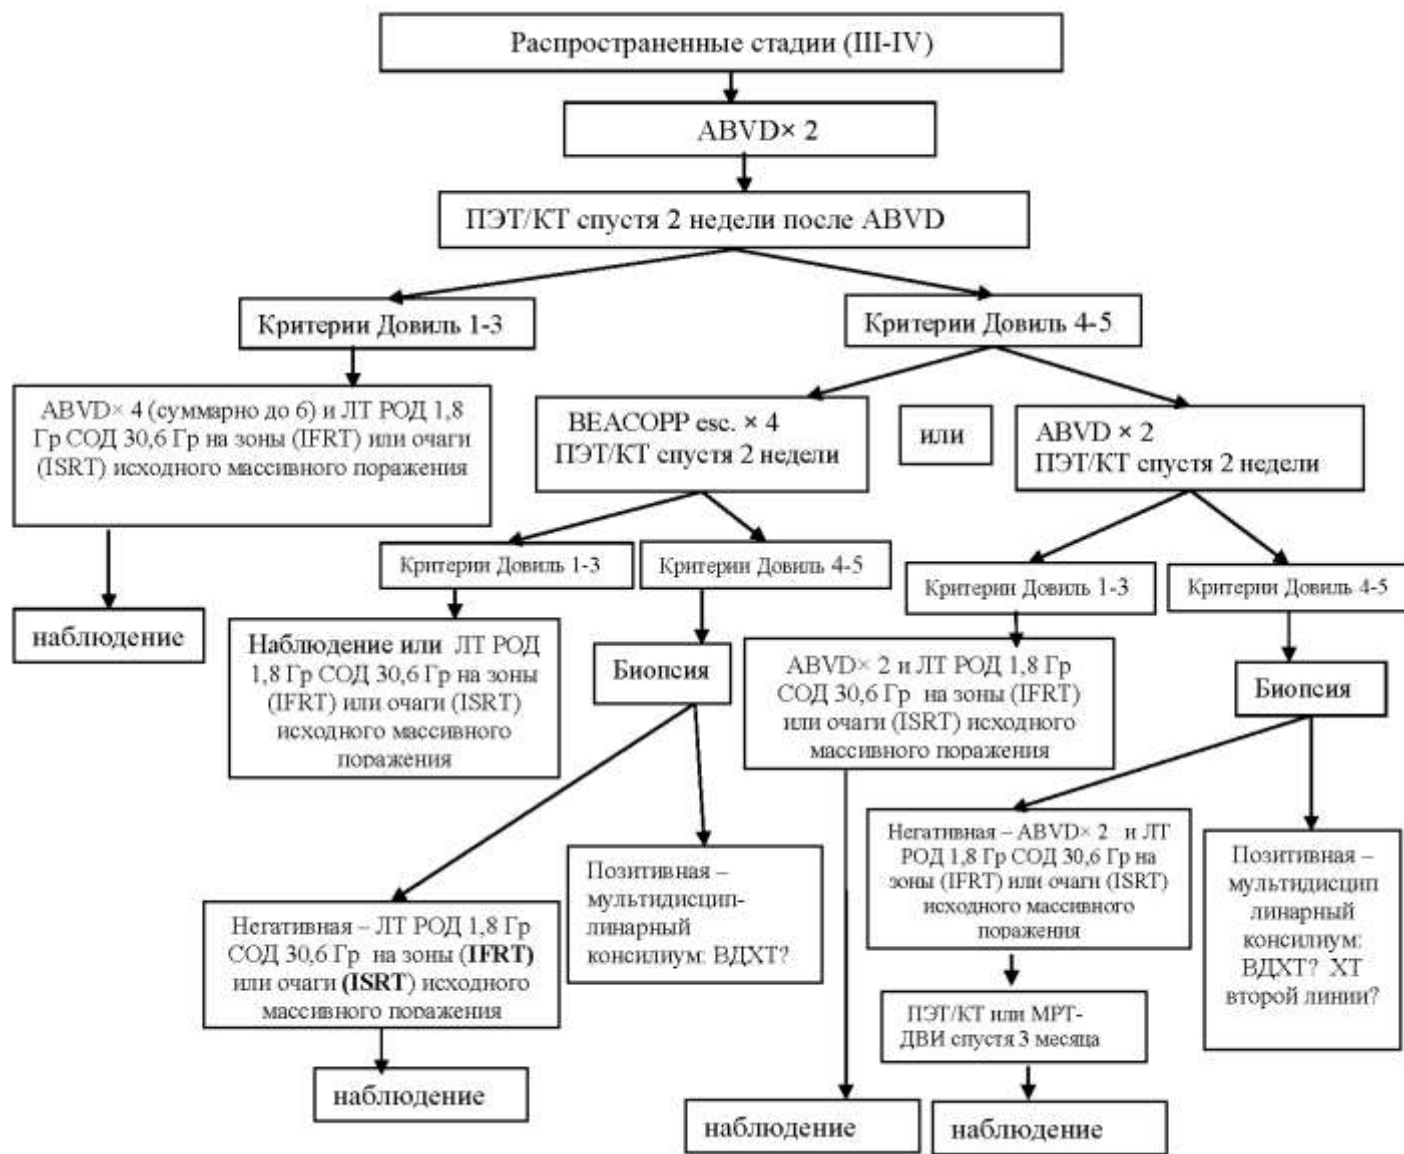 Распространенные стадии (III-IV)
ABVD× 2
ПЭТ/КТ спустя 2 недели после ABVD
Критерии Довиль 1-3
Критерии Довиль 4-5
ABVD× 4 (суммарно до 6) и ЛТ РОД 1,8
Гр СОД 30,6 Гр на зоны (IFRT) или очаги
(ISRT) исходного массивного поражения
BEACOPP esc. × 4
ПЭТ/КТ спустя 2 недели
или
ABVD × 2
ПЭТ/КТ спустя 2 недели
Критерии Довиль 1-3
Критерии Довиль 4-5
Критерии Довиль 1-3
Критерии Довиль 4-5
наблюдение
Наблюдение или ЛТ РОД
1,8 Гр СОД 30,6 Гр на зоны
(IFRT) или очаги (ISRT)
исходного массивного
поражения
Биопсия
ABVD× 2 и ЛТ РОД 1,8 Гр
СОД 30,6 Гр на зоны (IFRT)
или очаги (ISRT) исходного
массивного поражения
Биопсия
Негативная – ЛТ РОД 1,8 Гр
СОД 30,6 Гр на зоны (IFRT)
или очаги (ISRT) исходного
массивного поражения
Позитивная –
мультидисцип-
линарный
консилиум: ВДХТ?
Негативная – ABVD× 2 и ЛТ
РОД 1,8 Гр СОД 30,6 Гр на
зоны (IFRT) или очаги (ISRT)
исходного массивного
поражения
Позитивная –
мультидисцип
линарный
консилиум:
ВДХТ? ХТ
второй линии?
ПЭТ/КТ или МРТ-
ДВИ спустя 3 месяца
наблюдение
наблюдение
наблюдение